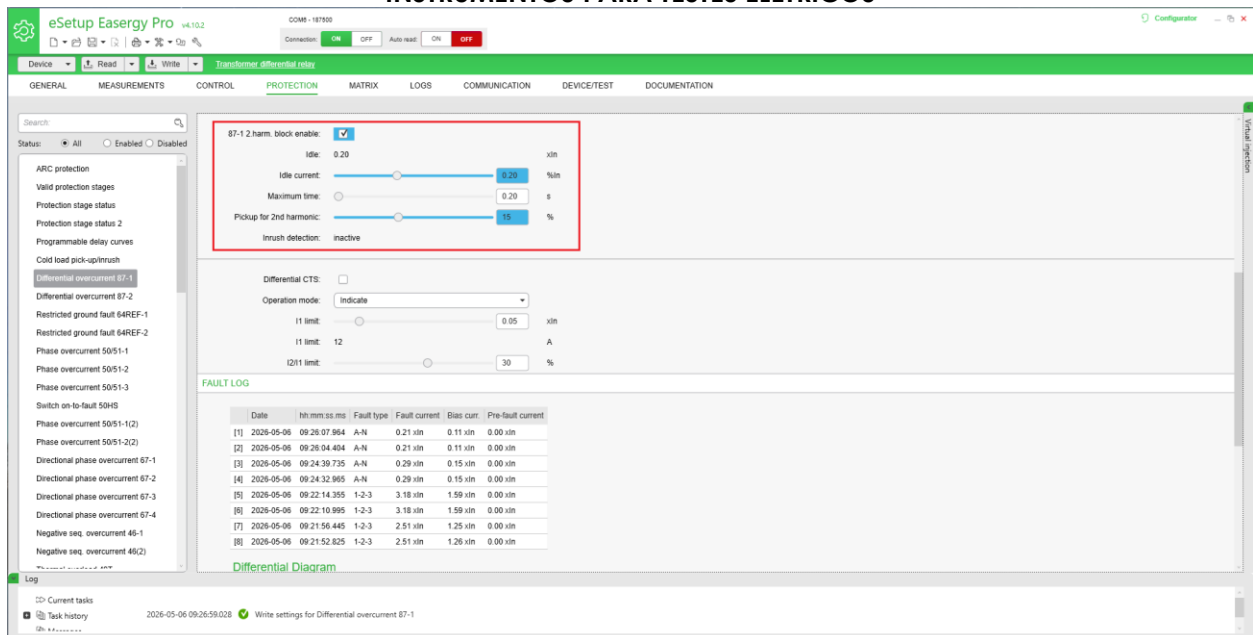 INSTRUMENTOS PARA TESTES ELÉTRICOS
eSetup Easergy Pro v4.10.2
COM6 - 187500
Configurator
Connection: ON OFF Auto read: ON OFF
Device Read Write Transformer differential relay
GENERAL MEASUREMENTS CONTROL PROTECTION MATRIX LOGS COMMUNICATION DEVICE/TEST DOCUMENTATION
Virtual injection
Search:
Status: All Enabled Disabled
ARC protection
Valid protection stages
Protection stage status
Protection stage status 2
Programmable delay curves
Cold load pick-up/inrush
Differential overcurrent 87-1
Differential overcurrent 87-2
Restricted ground fault 64REF-1
Restricted ground fault 64REF-2
Phase overcurrent 50/51-1
Phase overcurrent 50/51-2
Phase overcurrent 50/51-3
Switch on-to-fault 50HS
Phase overcurrent 50/51-1(2)
Phase overcurrent 50/51-2(2)
Directional phase overcurrent 67-1
Directional phase overcurrent 67-2
Directional phase overcurrent 67-3
Directional phase overcurrent 67-4
Negative seq. overcurrent 46-1
Negative seq. overcurrent 46(2)
87-1 2.harm. block enable:
Idle: 0.20 xIn
Idle current: 0.20 %In
Maximum time: 0.20 s
Pickup for 2nd harmonic: 15 %
Inrush detection: inactive
Differential CTS:
Operation mode: Indicate
I1 limit: 0.05 xIn
I1 limit: 12 A
I2/I1 limit: 30 %
FAULT LOG
Date hh:mm:ss.ms Fault type Fault current Bias curr. Pre-fault current
[1] 2026-05-06 09:26:07.964 A-N 0.21 xIn 0.11 xIn 0.00 xIn
[2] 2026-05-06 09:26:04.404 A-N 0.21 xIn 0.11 xIn 0.00 xIn
[3] 2026-05-06 09:24:39.735 A-N 0.29 xIn 0.15 xIn 0.00 xIn
[4] 2026-05-06 09:24:32.965 A-N 0.29 xIn 0.15 xIn 0.00 xIn
[5] 2026-05-06 09:22:14.355 1-2-3 3.18 xIn 1.59 xIn 0.00 xIn
[6] 2026-05-06 09:22:10.995 1-2-3 3.18 xIn 1.59 xIn 0.00 xIn
[7] 2026-05-06 09:21:56.445 1-2-3 2.51 xIn 1.25 xIn 0.00 xIn
[8] 2026-05-06 09:21:52.825 1-2-3 2.51 xIn 1.26 xIn 0.00 xIn
Differential Diagram
Log
Current tasks
Task history 2026-05-06 09:26:59.028 Write settings for Differential overcurrent 87-1